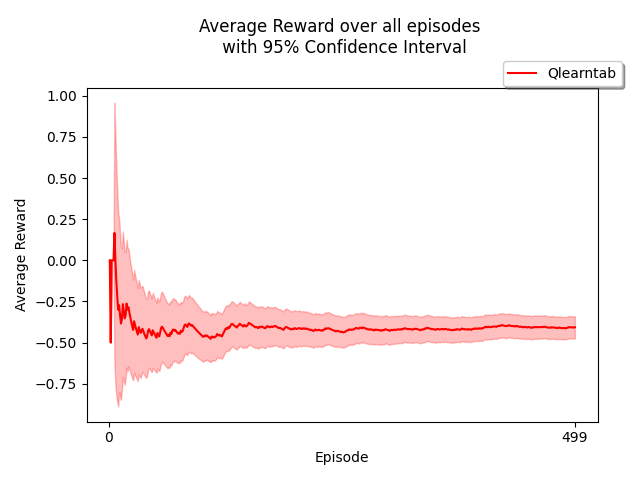 Average Reward over all episodes
with 95% Confidence Interval
Qlearntab
1.00
0.75
0.50
0.25
0.00
−0.25
−0.50
−0.75
Average Reward
0
499
Episode